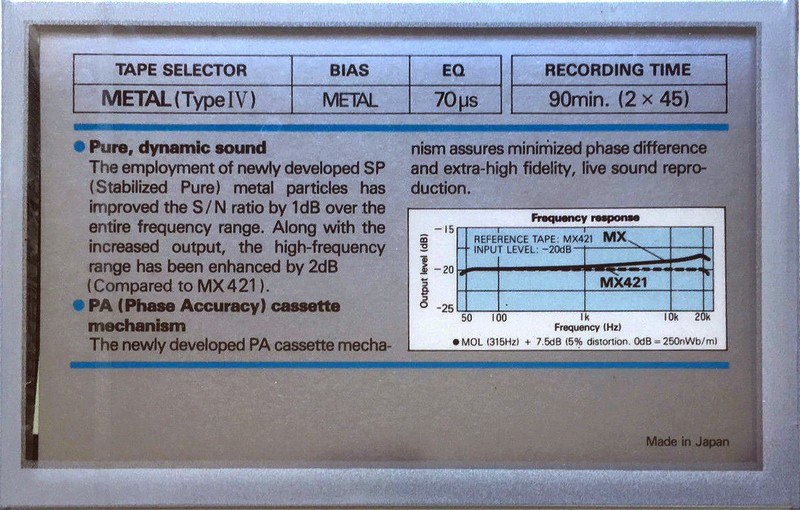 TAPE SELECTOR BIAS EQ RECORDING TIME
METAL (Type IV) METAL 70 µs 90min. (2 × 45)
● Pure, dynamic sound
The employment of newly developed SP
(Stabilized Pure) metal particles has
improved the S/N ratio by 1dB over the
entire frequency range. Along with the
increased output, the high-frequency
range has been enhanced by 2dB
(Compared to MX 421).
● PA (Phase Accuracy) cassette
mechanism
The newly developed PA cassette mecha-
nism assures minimized phase difference
and extra-high fidelity, live sound repro-
duction.
Frequency response
REFERENCE TAPE: MX421
INPUT LEVEL: −20dB
MX
MX421
Output level (dB)
−15
−20
−25
50 100 1k 10k 20k
Frequency (Hz)
● MOL (315Hz) + 7.5dB (5% distortion. 0dB = 250nWb/m)
Made in Japan